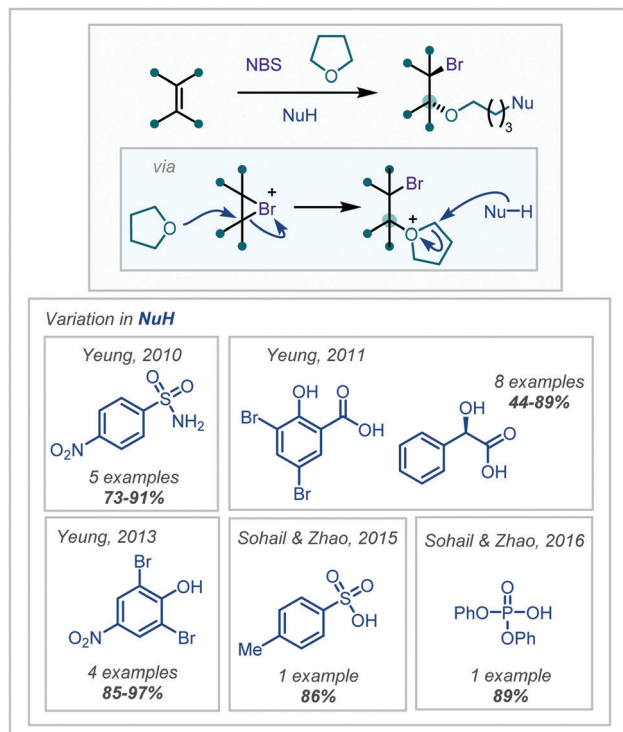 NBS
O
NuH
Br
O
Nu
( )3
via
O
+
Br
Br
O
+
Nu–H
Variation in NuH
Yeung, 2010
O
O
S
NH2
O2N
5 examples
73-91%
Yeung, 2011
8 examples
44-89%
OH
O
Br
OH
Br
OH
O
OH
Yeung, 2013
Br
OH
O2N
Br
4 examples
85-97%
Sohail & Zhao, 2015
O
O
S
OH
Me
1 example
86%
Sohail & Zhao, 2016
O
PhO–P–OH
OPh
1 example
89%